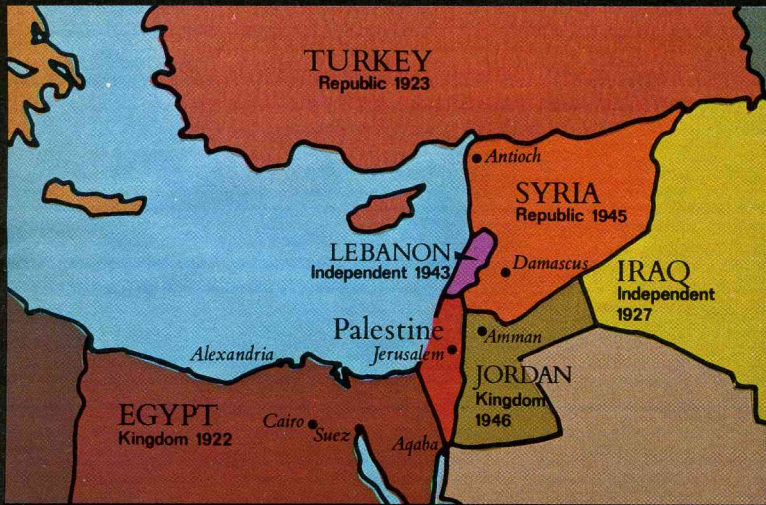 TURKEY
Republic 1923
Antioch
SYRIA
Republic 1945
LEBANON
Independent 1943
Damascus
IRAQ
Independent
1927
Palestine
Amman
Alexandria
Jerusalem
JORDAN
Kingdom
1946
EGYPT
Kingdom 1922
Cairo
Suez
Aqaba